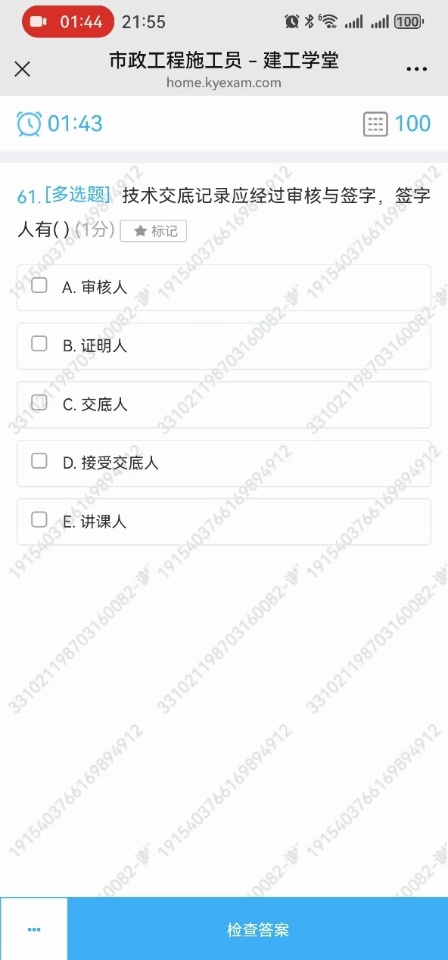 01:44 21:55 6 100
市政工程施工员 – 建工学堂
home.kyexam.com
01:43 100
61.[多选题] 技术交底记录应经过审核与签字，签字
人有( ) (1分) ★ 标记
A. 审核人
B. 证明人
C. 交底人
D. 接受交底人
E. 讲课人
检查答案
1915403766169894912
331021198703160082-谢